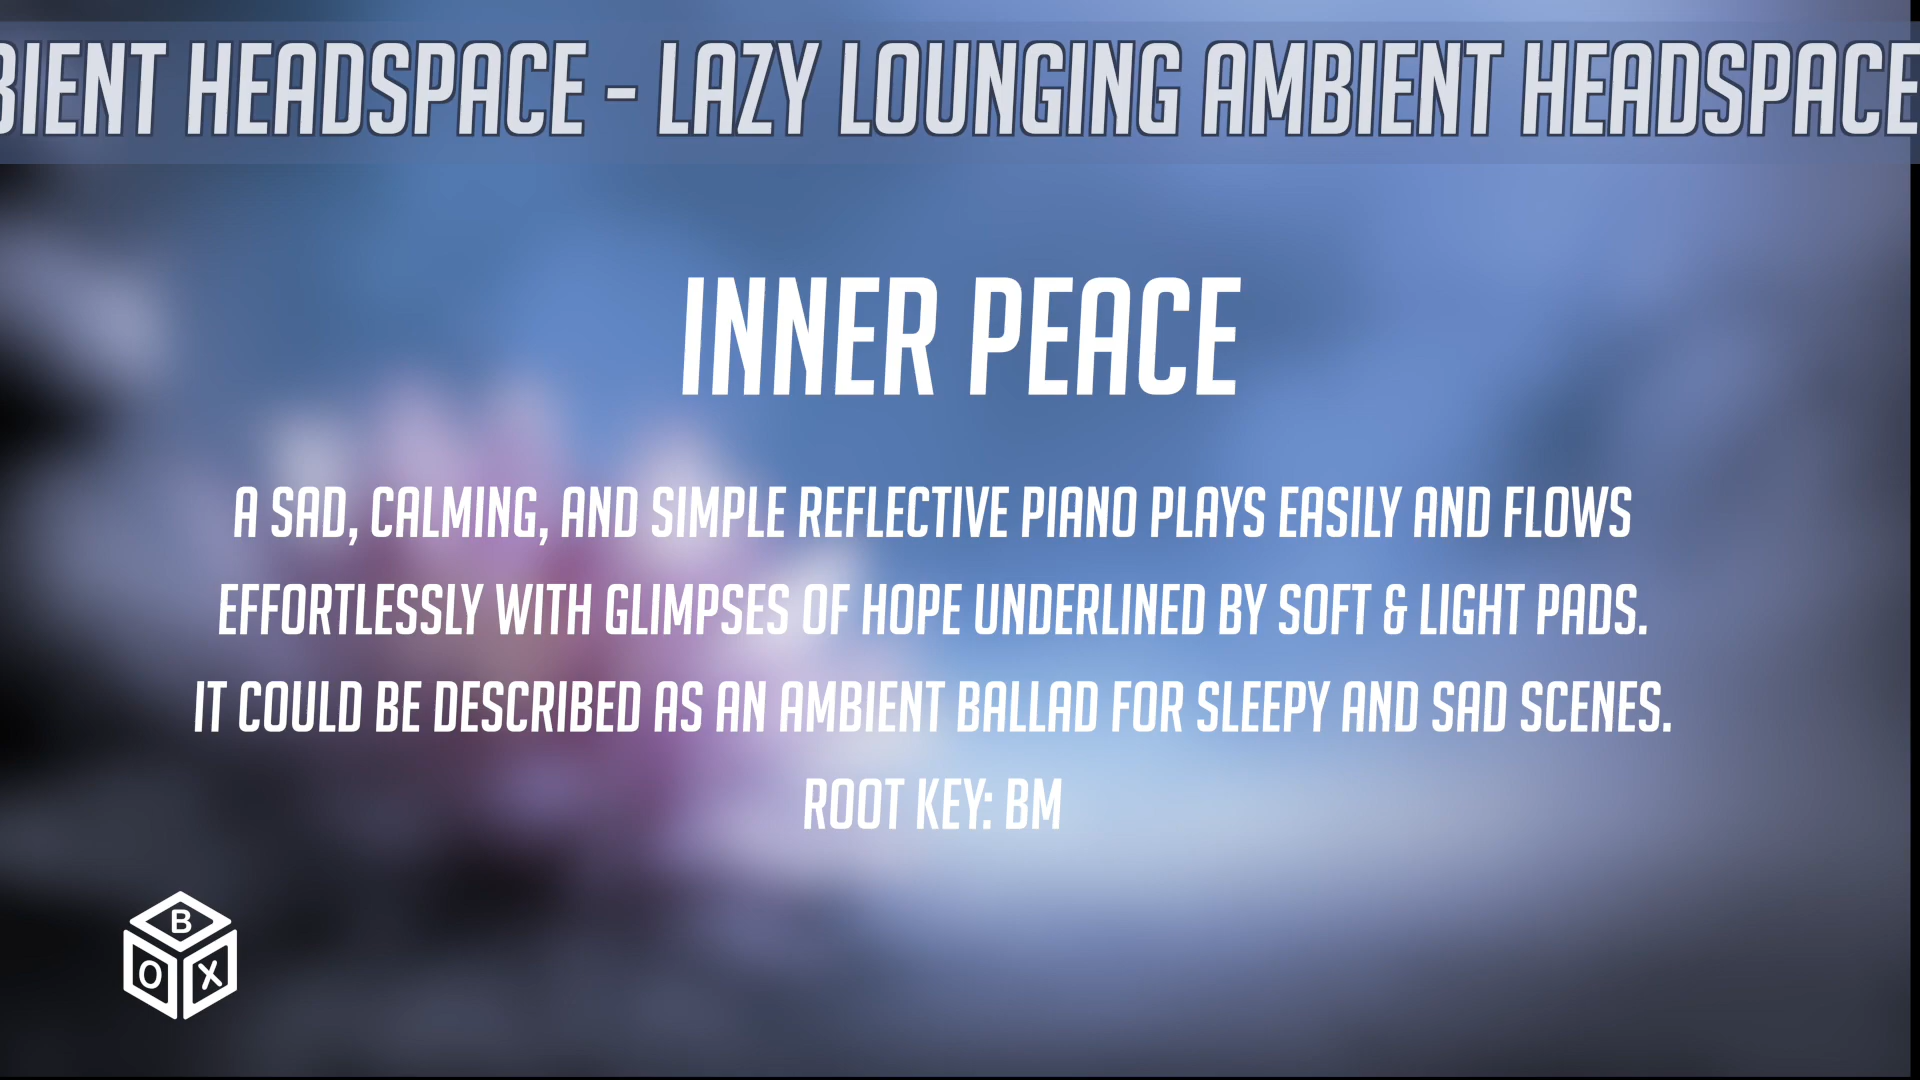 BIENT HEADSPACE - LAZY LOUNGING AMBIENT HEADSPACE
INNER PEACE
A SAD, CALMING, AND SIMPLE REFLECTIVE PIANO PLAYS EASILY AND FLOWS
EFFORTLESSLY WITH GLIMPSES OF HOPE UNDERLINED BY SOFT & LIGHT PADS.
IT COULD BE DESCRIBED AS AN AMBIENT BALLAD FOR SLEEPY AND SAD SCENES.
ROOT KEY: BM
B
O X